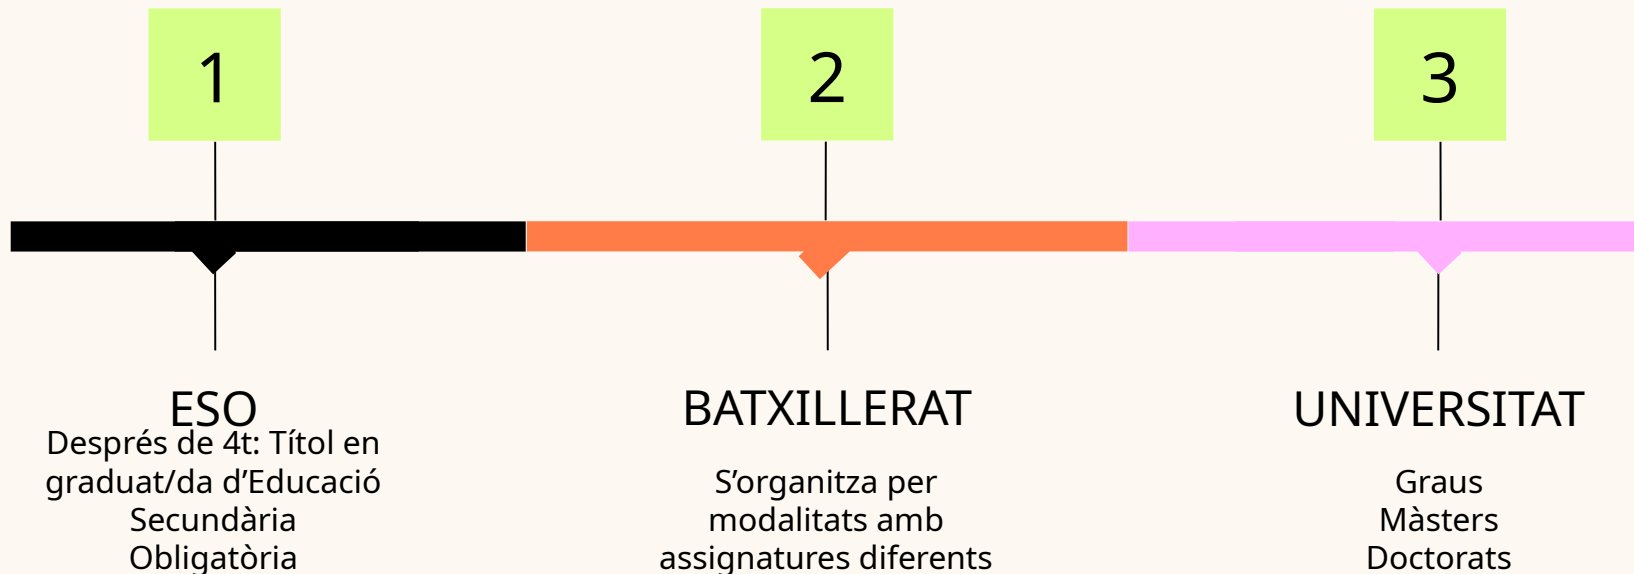 1
2
3
ESO
Després de 4t: Títol en
graduat/da d’Educació
Secundària
Obligatòria
BATXILLERAT
S’organitza per
modalitats amb
assignatures diferents
UNIVERSITAT
Graus
Màsters
Doctorats